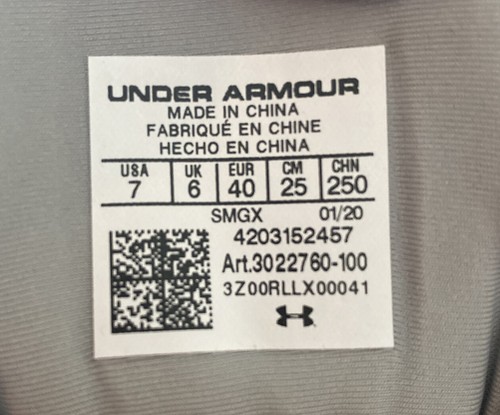 UNDER ARMOUR
MADE IN CHINA
FABRIQUÉ EN CHINE
HECHO EN CHINA
USA UK EUR CM CHN
7 6 40 25 250
SMGX 01/20
4203152457
Art.3022760-100
3Z00RLLX00041